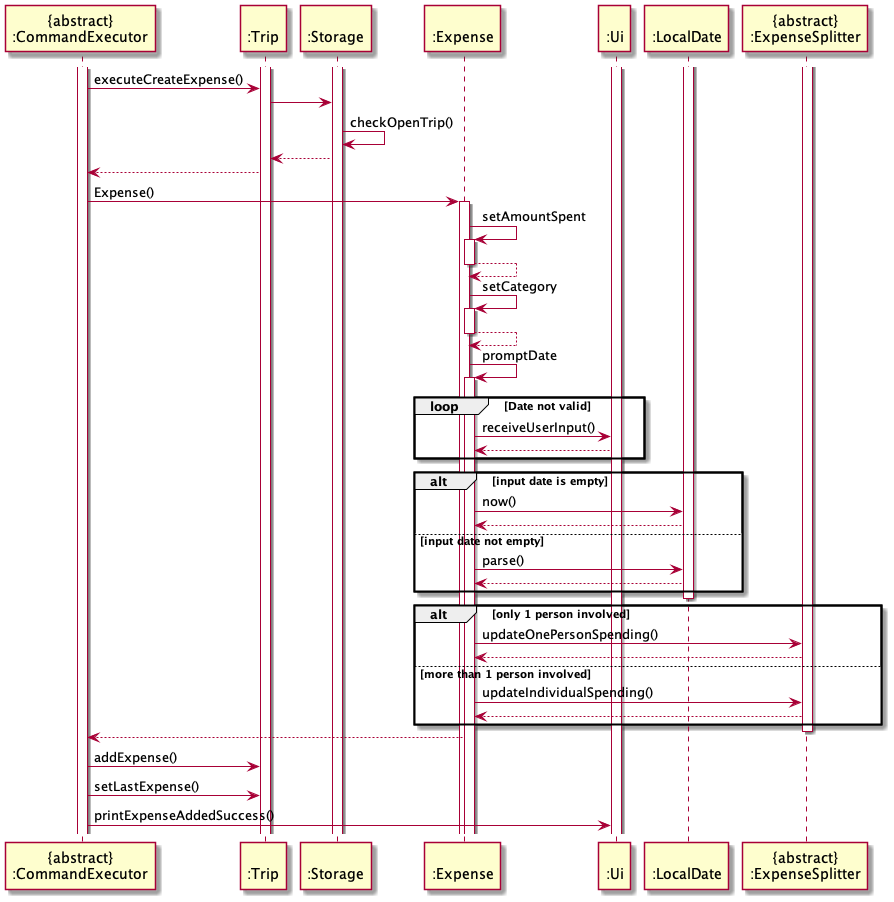 {abstract}
:CommandExecutor
:Trip
:Storage
:Expense
:Ui
:LocalDate
{abstract}
:ExpenseSplitter
executeCreateExpense()
checkOpenTrip()
Expense()
setAmountSpent
setCategory
promptDate
loop
[Date not valid]
receiveUserInput()
alt
[input date is empty]
now()
[input date not empty]
parse()
alt
[only 1 person involved]
updateOnePersonSpending()
[more than 1 person involved]
updateIndividualSpending()
addExpense()
setLastExpense()
printExpenseAddedSuccess()
{abstract}
:CommandExecutor
:Trip
:Storage
:Expense
:Ui
:LocalDate
{abstract}
:ExpenseSplitter